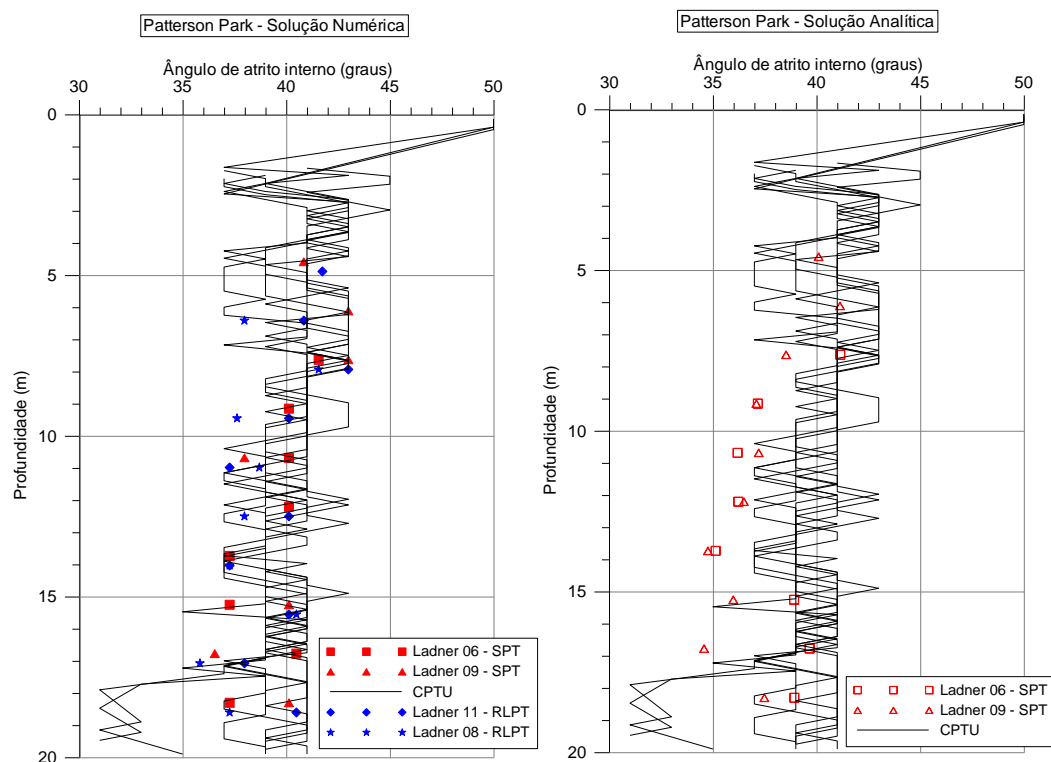 Patterson Park - Solução Numérica
Ângulo de atrito interno (graus)
30 35 40 45 50
0
5
10
15
20
Profundidade (m)
Ladner 06 - SPT
Ladner 09 - SPT
CPTU
Ladner 11 - RLPT
Ladner 08 - RLPT
Patterson Park - Solução Analítica
Ângulo de atrito interno (graus)
30 35 40 45 50
0
5
10
15
20
Profundidade (m)
Ladner 06 - SPT
Ladner 09 - SPT
CPTU